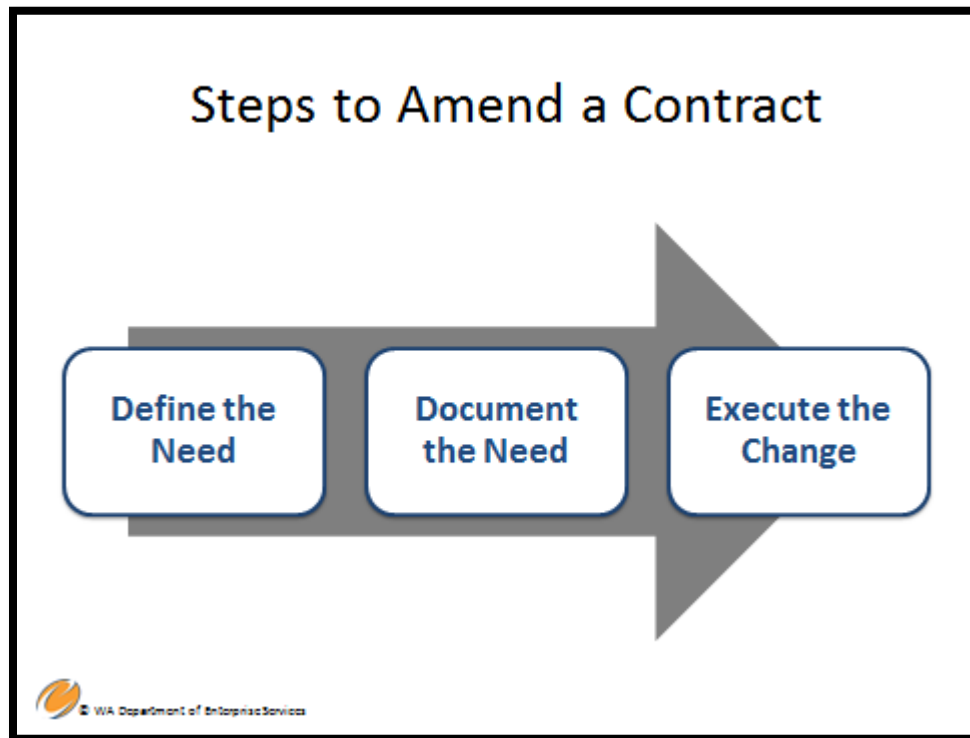 Steps to Amend a Contract
Define the
Need
Document
the Need
Execute the
Change
© WA Department of Enterprise Services